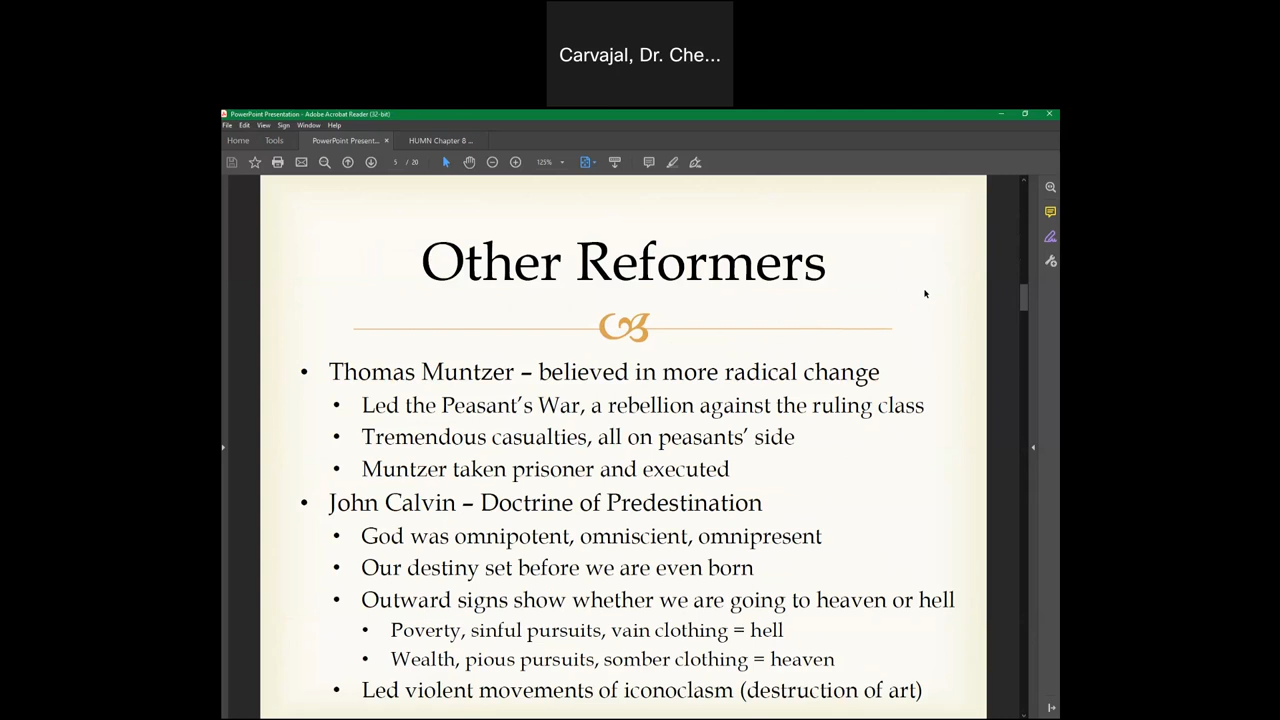 Carvajal, Dr. Che...
PowerPoint Presentation - Adobe Acrobat Reader (32-bit)
File Edit View Sign Window Help
Home Tools PowerPoint Present... × HUMN Chapter 8 ...
5 / 20 125%
Other Reformers
• Thomas Muntzer – believed in more radical change
• Led the Peasant’s War, a rebellion against the ruling class
• Tremendous casualties, all on peasants’ side
• Muntzer taken prisoner and executed
• John Calvin – Doctrine of Predestination
• God was omnipotent, omniscient, omnipresent
• Our destiny set before we are even born
• Outward signs show whether we are going to heaven or hell
• Poverty, sinful pursuits, vain clothing = hell
• Wealth, pious pursuits, somber clothing = heaven
• Led violent movements of iconoclasm (destruction of art)